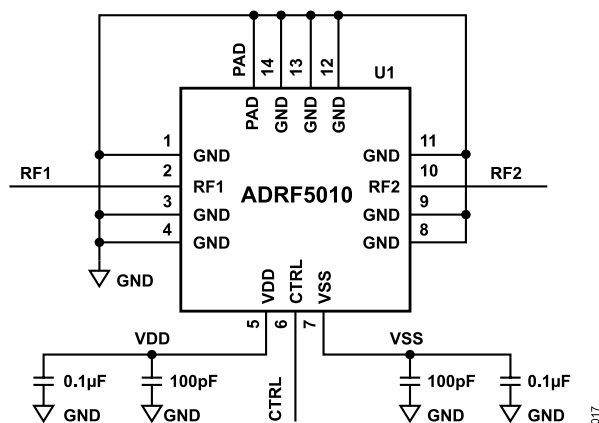 PAD 14 13 12 U1
PAD GND GND GND
1 GND GND 11
RF1 2 RF1 ADRF5010 RF2 10 RF2
3 GND GND 9
4 GND GND 8
GND
VDD CTRL VSS
5 6 7
VDD VSS
0.1µF 100pF CTRL 100pF 0.1µF
GND GND GND GND
017